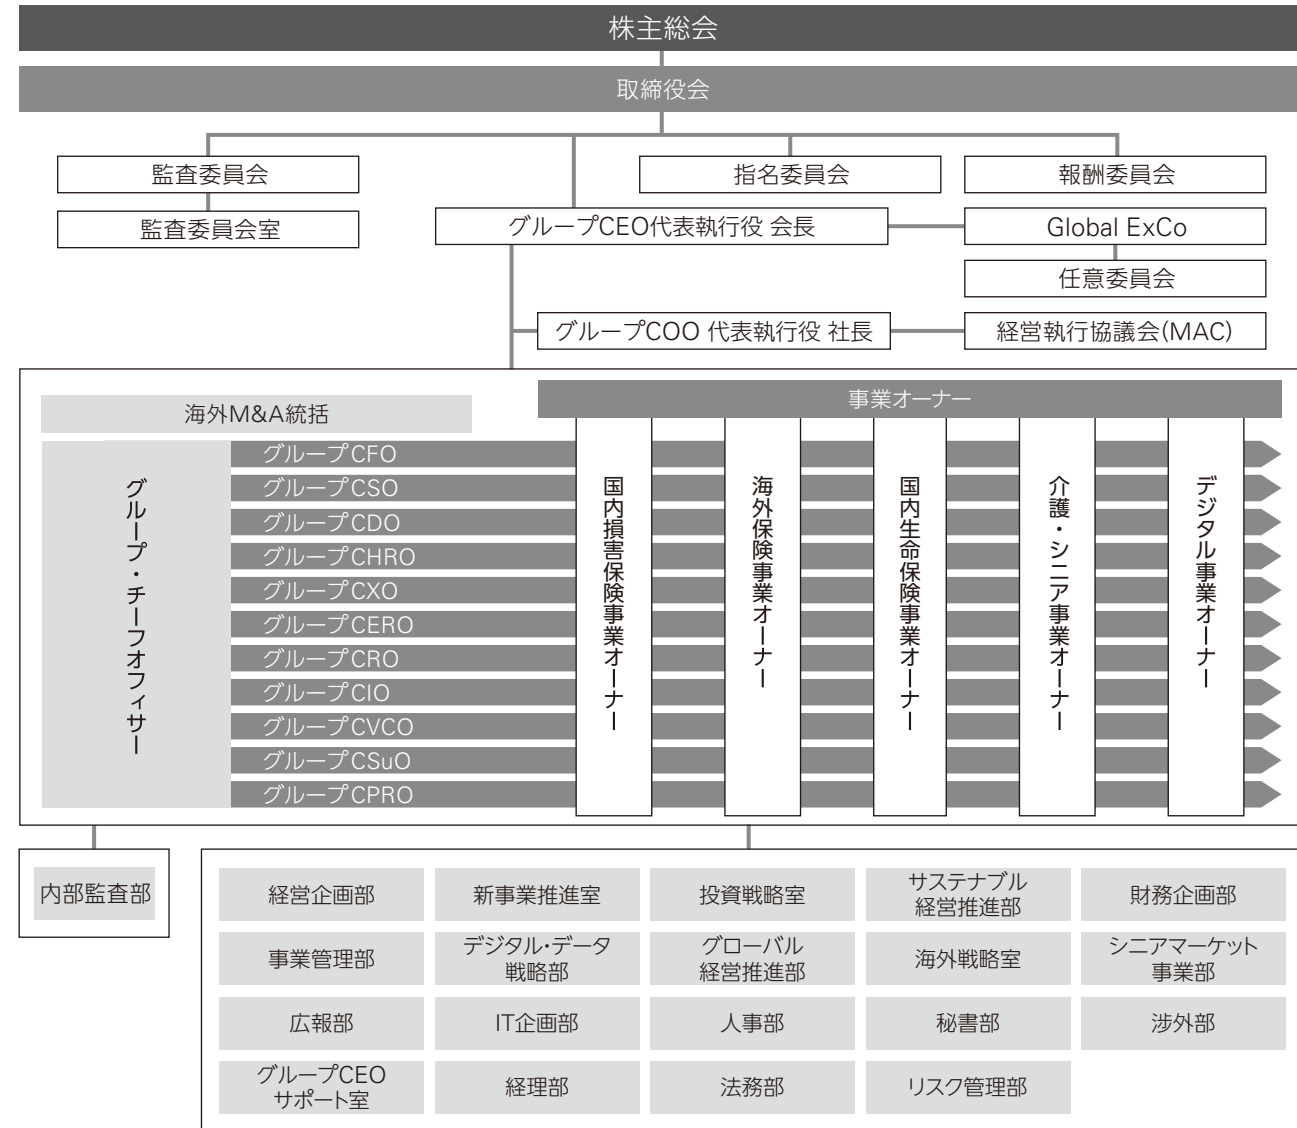 株主総会
取締役会
監査委員会
指名委員会
報酬委員会
監査委員会室
グループCEO代表執行役 会長
Global ExCo
任意委員会
グループCOO 代表執行役 社長
経営執行協議会(MAC)
海外M&A統括
事業オーナー
グループ・チーフオフィサー
グループCFO
グループCSO
グループCDO
グループCHRO
グループCXO
グループCERO
グループCRO
グループCIO
グループCVCO
グループCSuO
グループCPRO
国内損害保険事業オーナー
海外保険事業オーナー
国内生命保険事業オーナー
介護・シニア事業オーナー
デジタル事業オーナー
内部監査部
経営企画部
新事業推進室
投資戦略室
サステナブル
経営推進部
財務企画部
事業管理部
デジタル・データ
戦略部
グローバル
経営推進部
海外戦略室
シニアマーケット
事業部
広報部
IT企画部
人事部
秘書部
渉外部
グループCEO
サポート室
経理部
法務部
リスク管理部